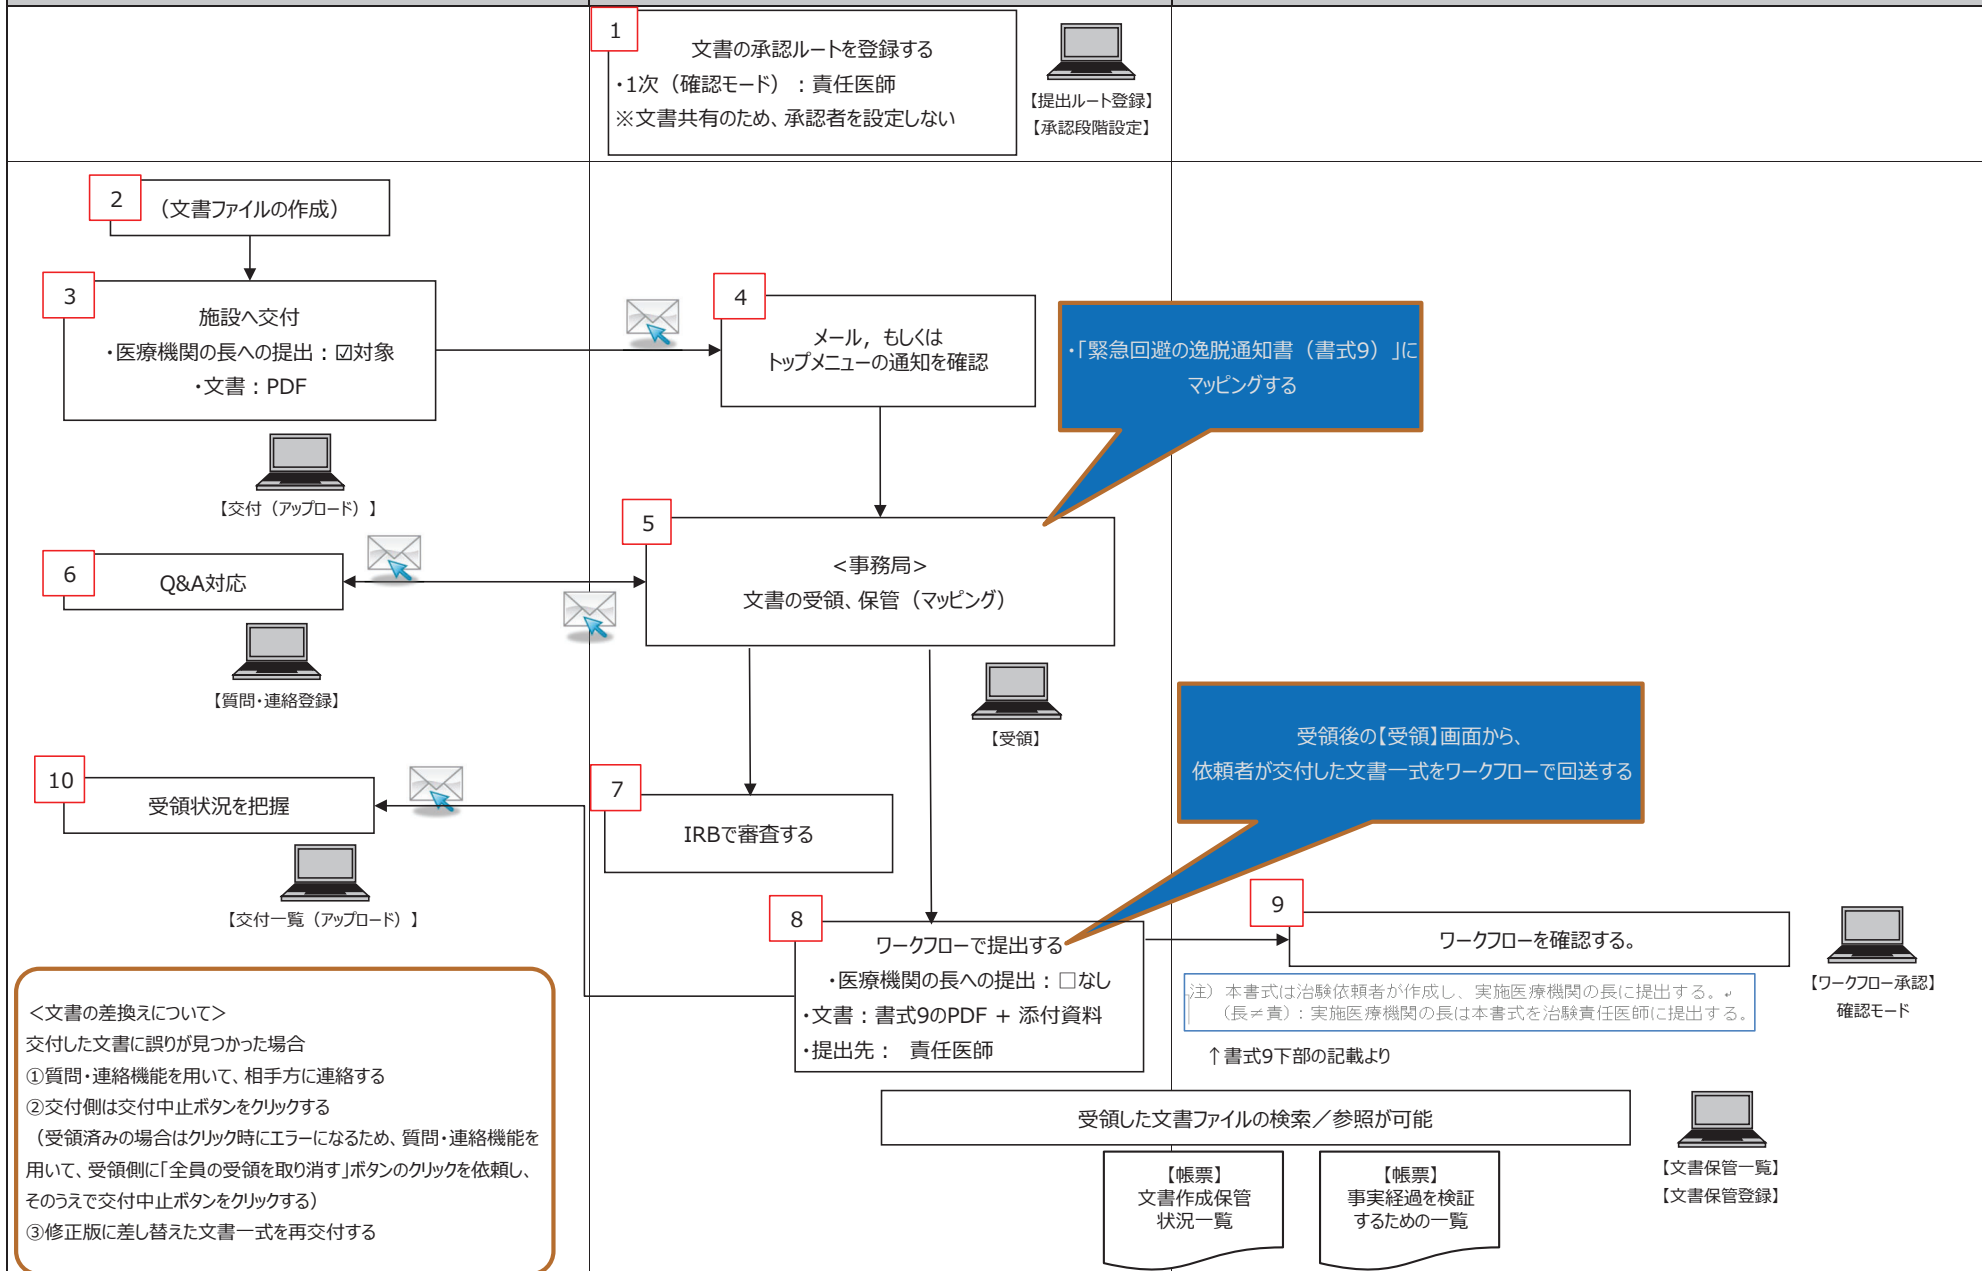 1
文書の承認ルートを登録する
・1次（確認モード）：責任医師
※文書共有のため、承認者を設定しない
【提出ルート登録】
【承認段階設定】
2
（文書ファイルの作成）
3
施設へ交付
・医療機関の長への提出：☑対象
・文書：PDF
【交付（アップロード）】
4
メール，もしくは
トップメニューの通知を確認
・「緊急回避の逸脱通知書（書式9）」に
マッピングする
5
<事務局>
文書の受領、保管（マッピング）
【受領】
6
Q&A対応
【質問・連絡登録】
受領後の【受領】画面から、
依頼者が交付した文書一式をワークフローで回送する
10
受領状況を把握
【交付一覧（アップロード）】
7
IRBで審査する
8
ワークフローで提出する
・医療機関の長への提出：□なし
・文書：書式9のPDF + 添付資料
・提出先： 責任医師
9
ワークフローを確認する。
【ワークフロー承認】
確認モード
注）本書式は治験依頼者が作成し、実施医療機関の長に提出する。↵
（長≠責）：実施医療機関の長は本書式を治験責任医師に提出する。
↑書式9下部の記載より
<文書の差換えについて>
交付した文書に誤りが見つかった場合
①質問・連絡機能を用いて、相手方に連絡する
②交付側は交付中止ボタンをクリックする
（受領済みの場合はクリック時にエラーになるため、質問・連絡機能を
用いて、受領側に「全員の受領を取り消す」ボタンのクリックを依頼し、
そのうえで交付中止ボタンをクリックする）
③修正版に差し替えた文書一式を再交付する
受領した文書ファイルの検索／参照が可能
【文書保管一覧】
【文書保管登録】
【帳票】
文書作成保管
状況一覧
【帳票】
事実経過を検証
するための一覧